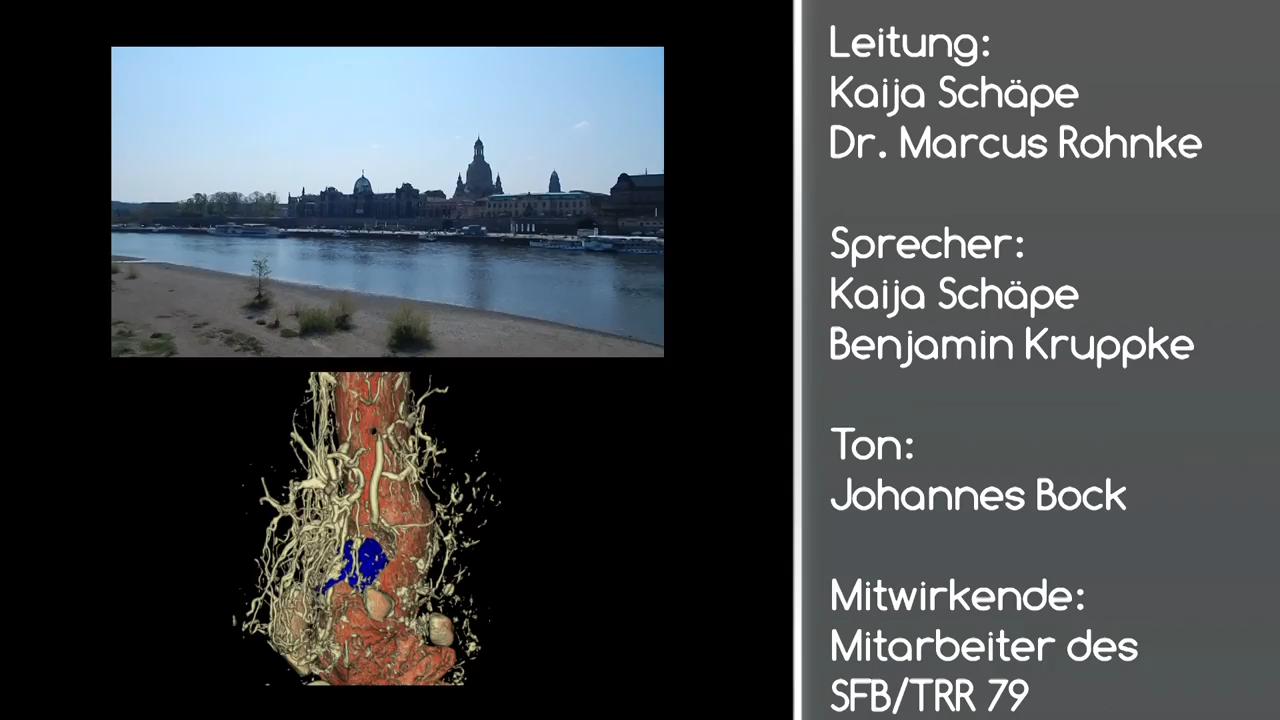 Leitung:
Kaija Schäpe
Dr. Marcus Rohnke
Sprecher:
Kaija Schäpe
Benjamin Kruppke
Ton:
Johannes Bock
Mitwirkende:
Mitarbeiter des
SFB/TRR 79